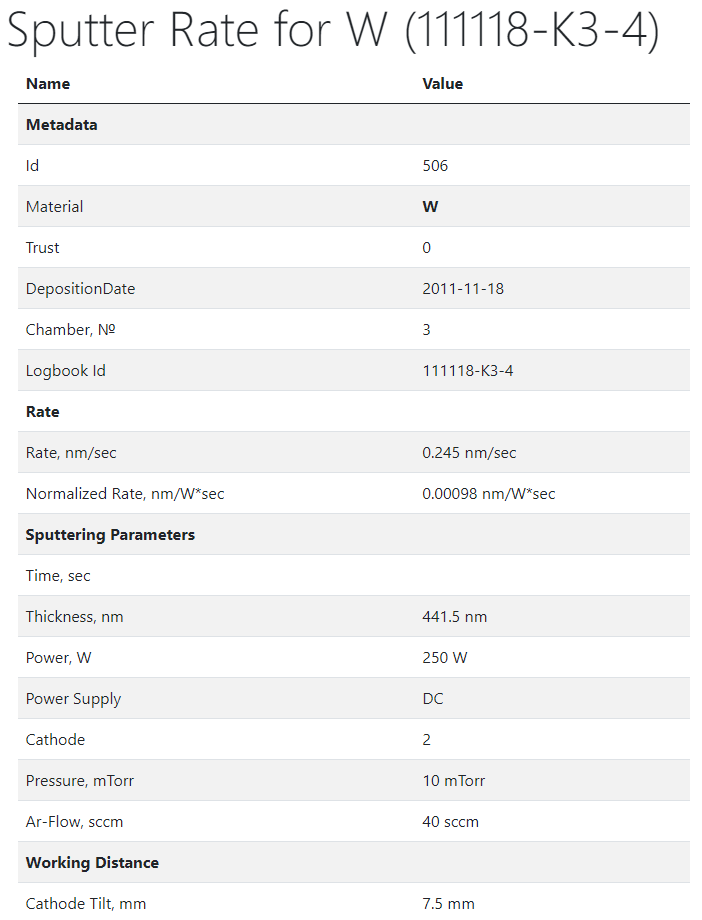 Sputter Rate for W (111118-K3-4)
Name Value
Metadata
Id 506
Material W
Trust 0
DepositionDate 2011-11-18
Chamber, № 3
Logbook Id 111118-K3-4
Rate
Rate, nm/sec 0.245 nm/sec
Normalized Rate, nm/W*sec 0.00098 nm/W*sec
Sputtering Parameters
Time, sec
Thickness, nm 441.5 nm
Power, W 250 W
Power Supply DC
Cathode 2
Pressure, mTorr 10 mTorr
Ar-Flow, sccm 40 sccm
Working Distance
Cathode Tilt, mm 7.5 mm